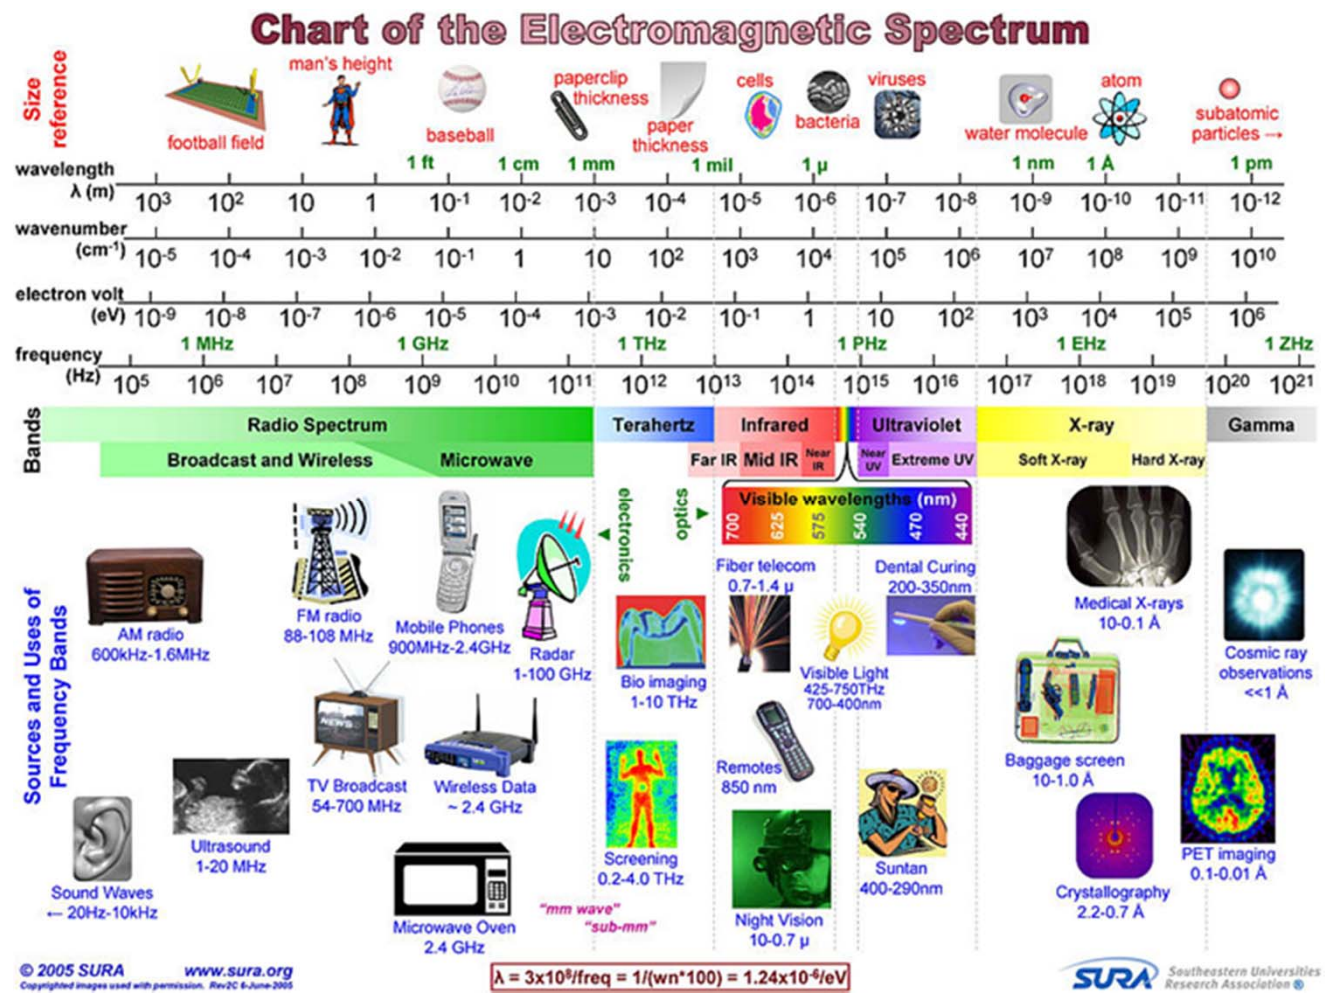 Chart of the Electromagnetic Spectrum
Size
reference
football field
man's height
baseball
paperclip
thickness
paper
thickness
cells
bacteria
viruses
water molecule
atom
subatomic
particles →
wavelength
λ (m)
1 ft 1 cm 1 mm 1 mil 1 μ 1 nm 1 Å 1 pm
10³ 10² 10 1 10⁻¹ 10⁻² 10⁻³ 10⁻⁴ 10⁻⁵ 10⁻⁶ 10⁻⁷ 10⁻⁸ 10⁻⁹ 10⁻¹⁰ 10⁻¹¹ 10⁻¹²
wavenumber
(cm⁻¹)
10⁻⁵ 10⁻⁴ 10⁻³ 10⁻² 10⁻¹ 1 10 10² 10³ 10⁴ 10⁵ 10⁶ 10⁷ 10⁸ 10⁹ 10¹⁰
electron volt
(eV)
10⁻⁹ 10⁻⁸ 10⁻⁷ 10⁻⁶ 10⁻⁵ 10⁻⁴ 10⁻³ 10⁻² 10⁻¹ 1 10 10² 10³ 10⁴ 10⁵ 10⁶
frequency
(Hz)
1 MHz 1 GHz 1 THz 1 PHz 1 EHz 1 ZHz
10⁵ 10⁶ 10⁷ 10⁸ 10⁹ 10¹⁰ 10¹¹ 10¹² 10¹³ 10¹⁴ 10¹⁵ 10¹⁶ 10¹⁷ 10¹⁸ 10¹⁹ 10²⁰ 10²¹
Bands
Radio Spectrum Terahertz Infrared Ultraviolet X-ray Gamma
Broadcast and Wireless Microwave
Far IR Mid IR
Near
IR
Near
UV
Extreme UV Soft X-ray Hard X-ray
electronics
optics
Visible wavelengths (nm)
700 625 575 540 470 440
Sources and Uses of
Frequency Bands
AM radio
600kHz-1.6MHz
FM radio
88-108 MHz
Mobile Phones
900MHz-2.4GHz
Radar
1-100 GHz
Bio imaging
1-10 THz
Fiber telecom
0.7-1.4 μ
Visible Light
425-750THz
700-400nm
Dental Curing
200-350nm
Medical X-rays
10-0.1 Å
Cosmic ray
observations
<<1 Å
NEWS
TV Broadcast
54-700 MHz
Wireless Data
~ 2.4 GHz
Remotes
850 nm
Baggage screen
10-1.0 Å
Sound Waves
← 20Hz-10kHz
Ultrasound
1-20 MHz
Microwave Oven
2.4 GHz
"mm wave"
"sub-mm"
Screening
0.2-4.0 THz
Night Vision
10-0.7 μ
Suntan
400-290nm
Crystallography
2.2-0.7 Å
PET imaging
0.1-0.01 Å
© 2005 SURA www.sura.org
Copyrighted images used with permission. Rev2C 6-June-2005
λ = 3x10⁸/freq = 1/(wn*100) = 1.24x10⁻⁶/eV
SURA
Southeastern Universities
Research Association ®